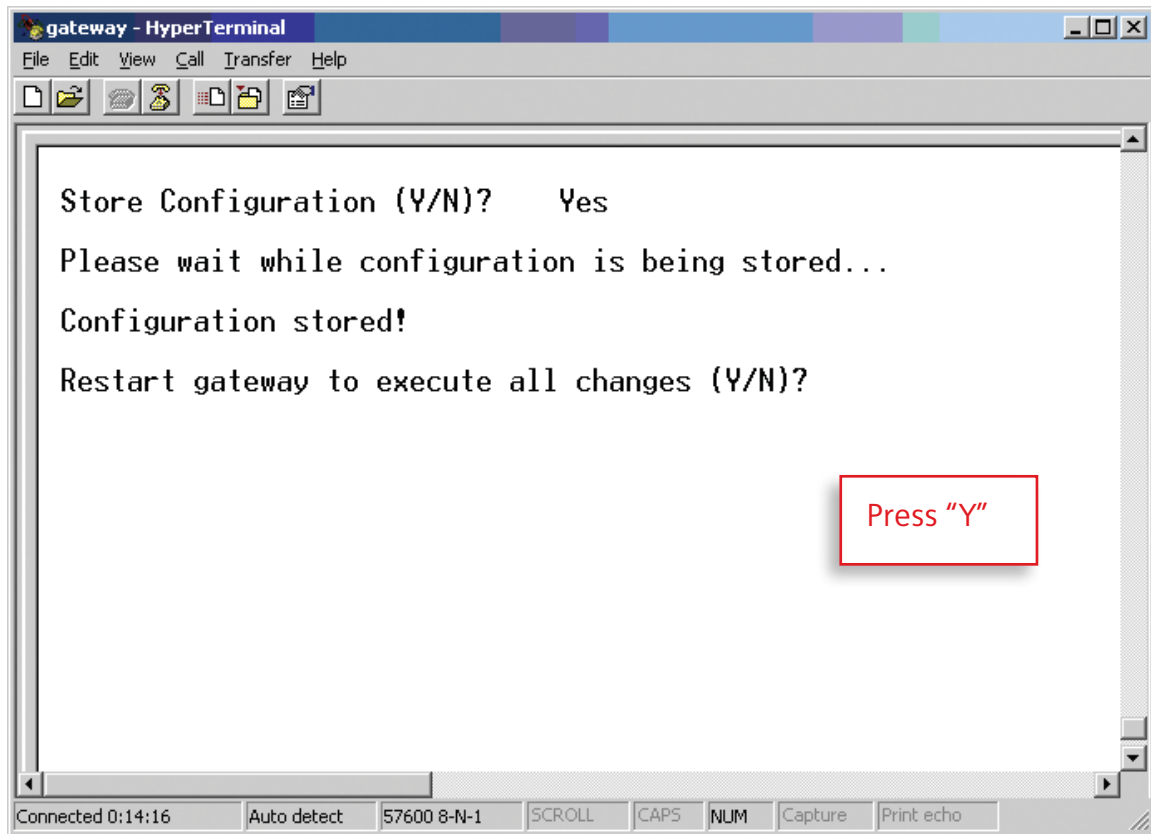 gateway - HyperTerminal
File Edit View Call Transfer Help
Store Configuration (Y/N)? Yes
Please wait while configuration is being stored...
Configuration stored!
Restart gateway to execute all changes (Y/N)?
Press “Y”
Connected 0:14:16 Auto detect 57600 8-N-1 SCROLL CAPS NUM Capture Print echo